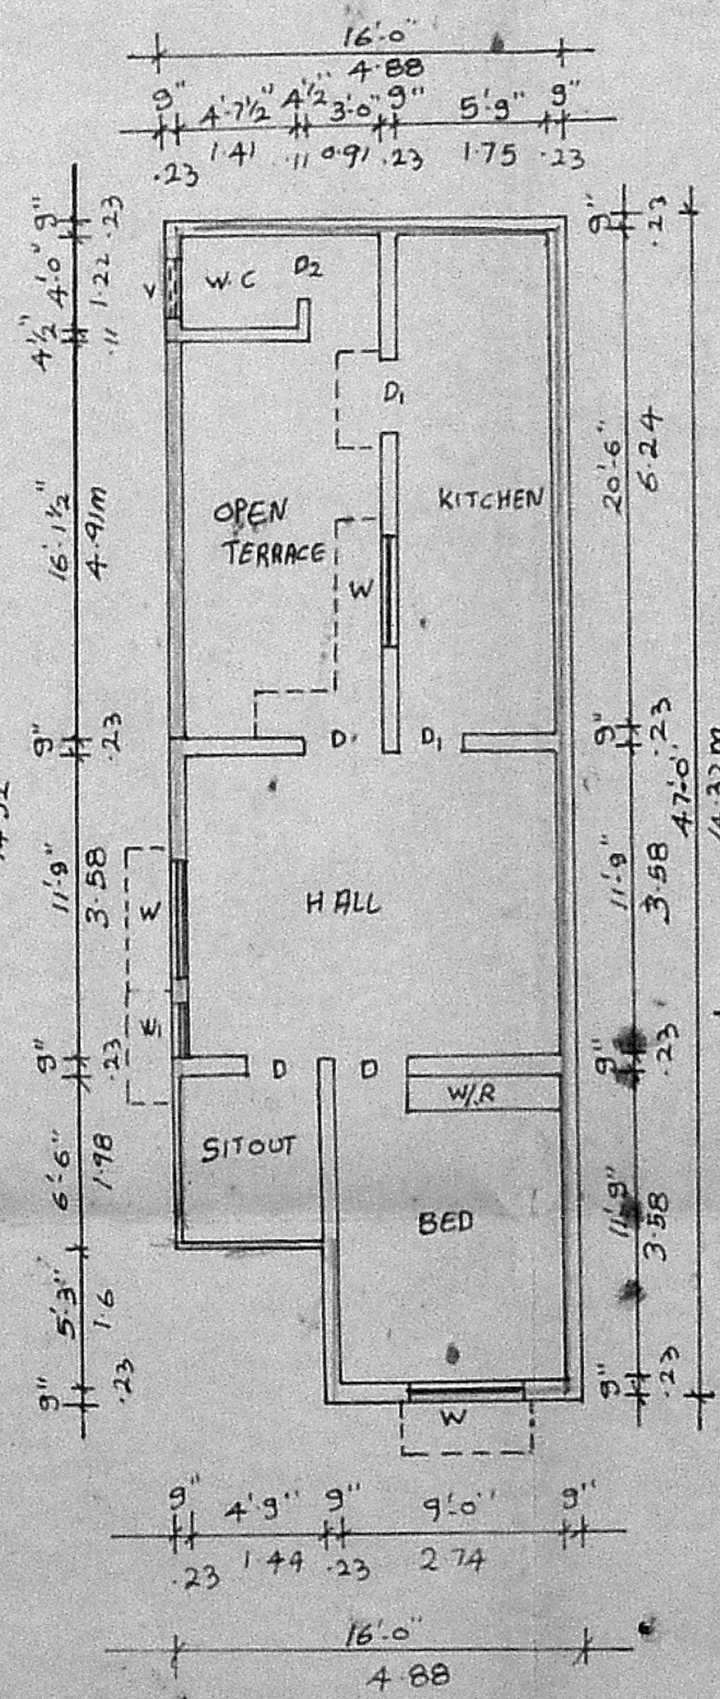 16'-0"
4.88
9" 4'-7½" 4½" 3'-0" 9" 5'-9" 9"
.23 1.41 .11 0.91 .23 1.75 .23
9" .23
4'-0" 1.22
4½" .11
16'-1½" 4.91m
9" .23
11'-9" 3.58
9" .23
6'-6" 1.98
5'-3" 1.6
9" .23
V
W.C D2
D1
OPEN
TERRACE
KITCHEN
W
D D1
HALL
W
W1
D D
W/R
SITOUT
BED
W
9" .23
20'-6" 6.24
9" .23
47'-0"
11'-9" 3.58
9" .23
11'-9" 3.58
9" .23
9" 4'9" 9" 9'-0" 9"
.23 1.44 .23 2.74
16'-0"
4.88